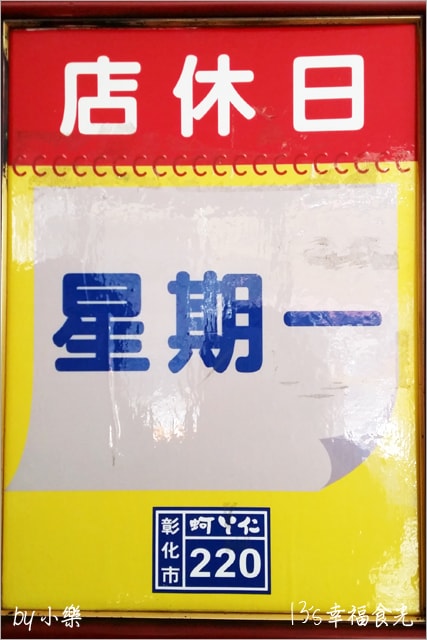 店休日
星期一
彰化市
蚵ㄚ仁
220
by小樂 13's幸福食光